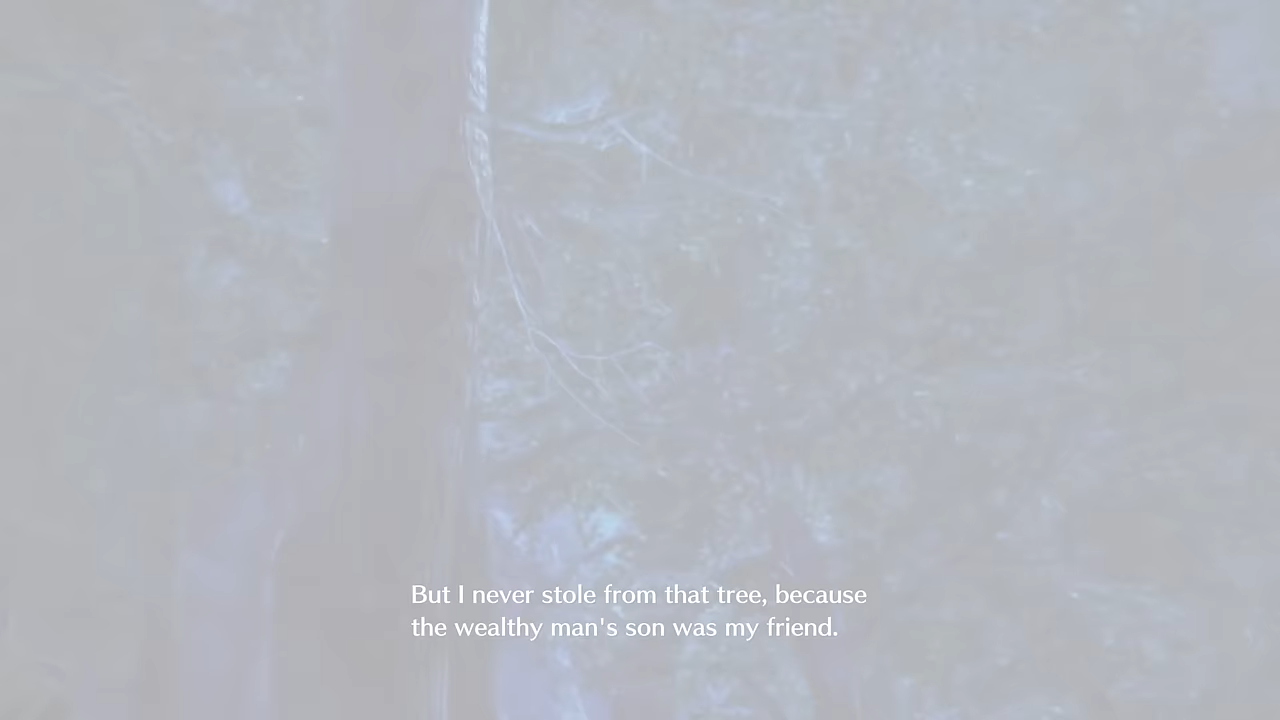 But I never stole from that tree, because
the wealthy man's son was my friend.